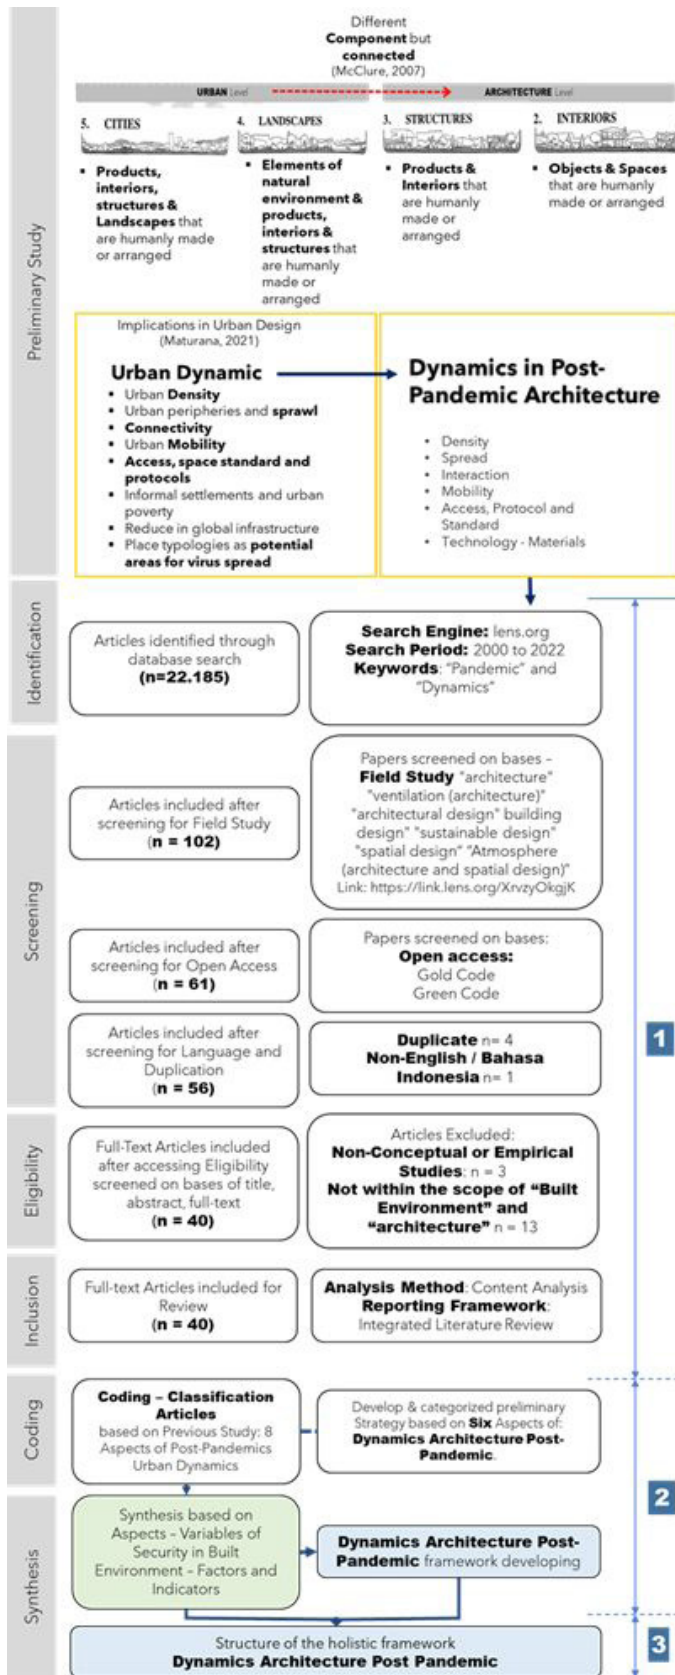 Different
Component but
connected
(McClure, 2007)
URBAN Level
ARCHITECTURE Level
5. CITIES
4. LANDSCAPES
3. STRUCTURES
2. INTERIORS
▪ Products,
interiors,
structures &
Landscapes that
are humanly made
or arranged
▪ Elements of
natural
environment &
products,
interiors &
structures that
are humanly
made or
arranged
▪ Products &
Interiors that
are humanly
made or
arranged
▪ Objects & Spaces
that are humanly
made or arranged
Preliminary Study
Implications in Urban Design
(Maturana, 2021)
Urban Dynamic
▪ Urban Density
▪ Urban peripheries and sprawl
▪ Connectivity
▪ Urban Mobility
▪ Access, space standard and
protocols
▪ Informal settlements and urban
poverty
▪ Reduce in global infrastructure
▪ Place typologies as potential
areas for virus spread
Dynamics in Post-
Pandemic Architecture
• Density
• Spread
• Interaction
• Mobility
• Access, Protocol and
Standard
• Technology - Materials
Identification
Articles identified through
database search
(n=22.185)
Search Engine: lens.org
Search Period: 2000 to 2022
Keywords: "Pandemic" and
"Dynamics"
Screening
Articles included after
screening for Field Study
(n = 102)
Papers screened on bases –
Field Study "architecture"
"ventilation (architecture)"
"architectural design" building
design" "sustainable design"
"spatial design" "Atmosphere
(architecture and spatial design)"
Link: https://link.lens.org/XrvzyOkgjK
Articles included after
screening for Open Access
(n = 61)
Papers screened on bases:
Open access:
Gold Code
Green Code
Articles included after
screening for Language and
Duplication
(n = 56)
Duplicate n= 4
Non-English / Bahasa
Indonesia n= 1
1
Eligibility
Full-Text Articles included
after accessing Eligibility
screened on bases of title,
abstract, full-text
(n = 40)
Articles Excluded:
Non-Conceptual or Empirical
Studies: n = 3
Not within the scope of "Built
Environment" and
"architecture" n = 13
Inclusion
Full-text Articles included for
Review
(n = 40)
Analysis Method: Content Analysis
Reporting Framework:
Integrated Literature Review
Coding
Coding – Classification
Articles
based on Previous Study: 8
Aspects of Post-Pandemics
Urban Dynamics
Develop & categorized preliminary
Strategy based on Six Aspects of:
Dynamics Architecture Post-
Pandemic.
2
Synthesis
Synthesis based on
Aspects – Variables of
Security in Built
Environment – Factors and
Indicators
Dynamics Architecture Post-
Pandemic framework developing
Structure of the holistic framework
Dynamics Architecture Post Pandemic
3